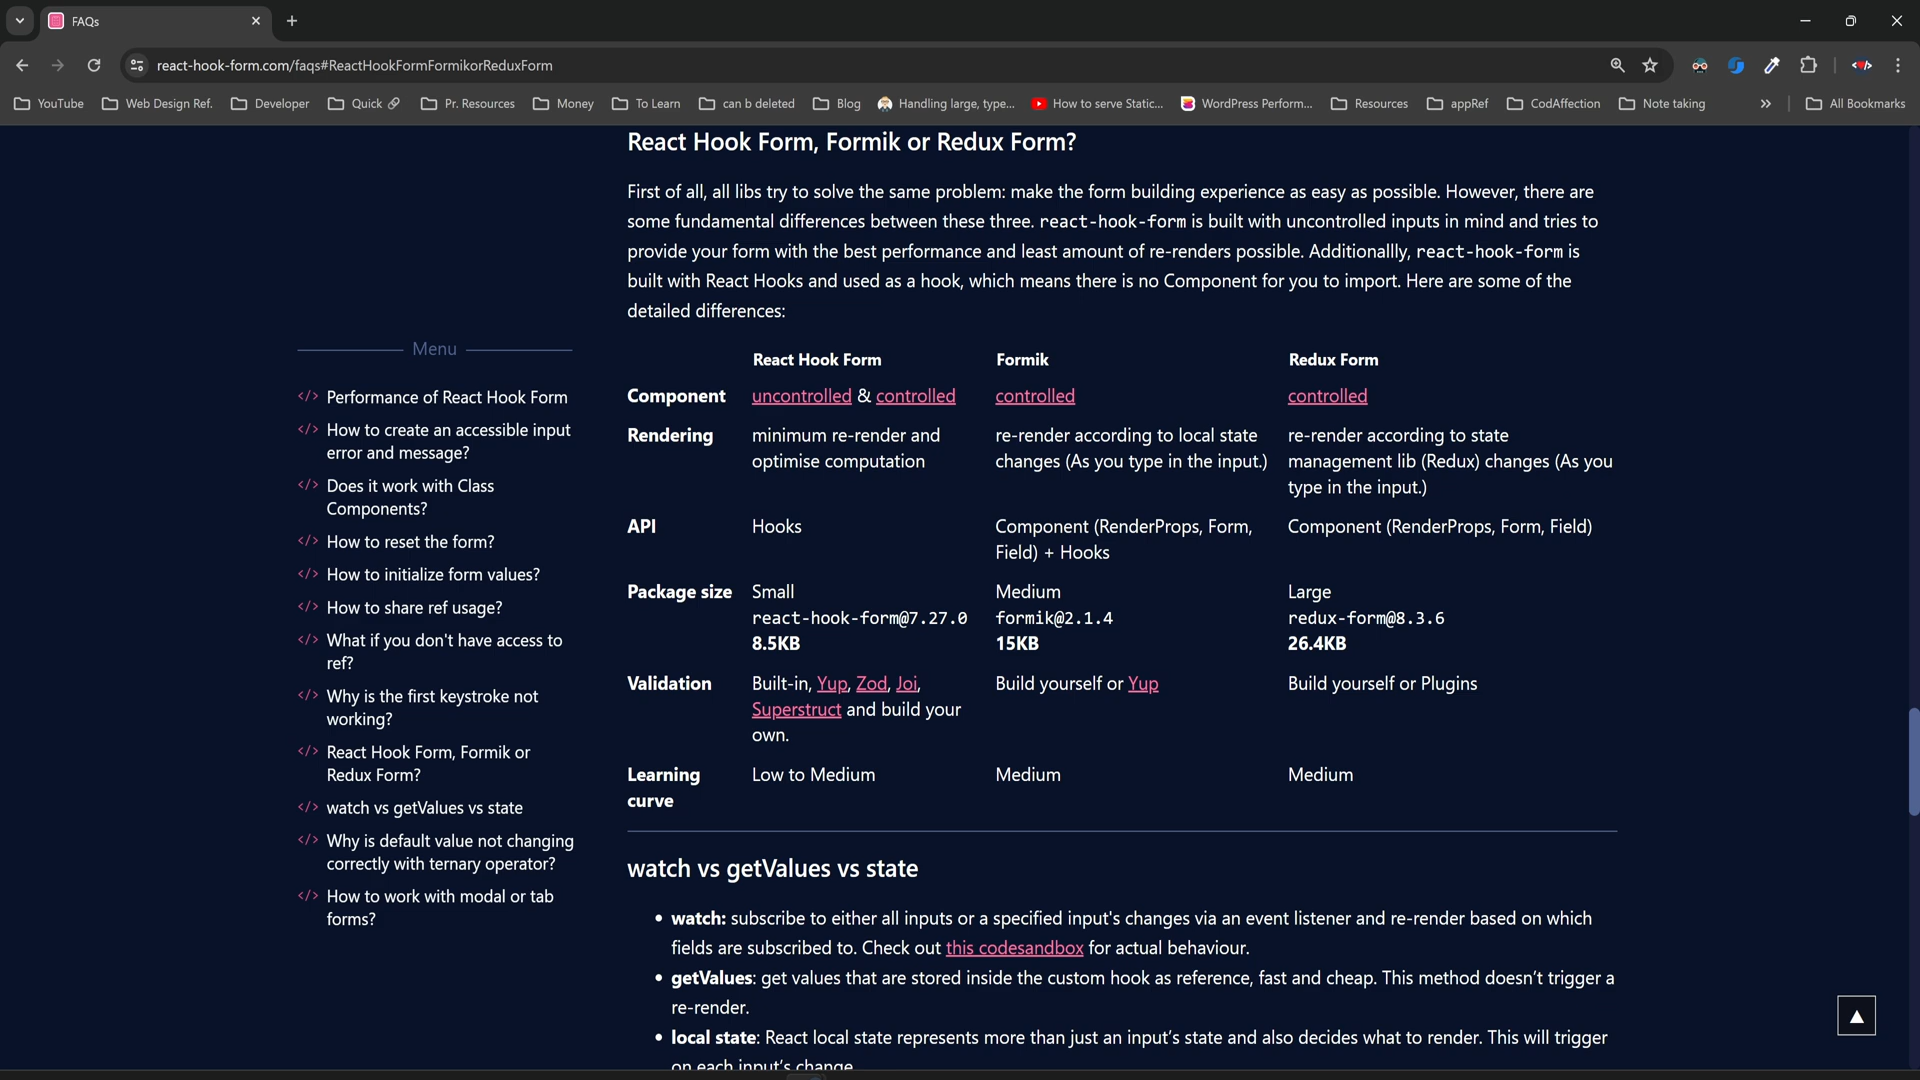 FAQs
react-hook-form.com/faqs#ReactHookFormFormikorReduxForm
YouTube Web Design Ref. Developer Quick Pr. Resources Money To Learn can b deleted Blog Handling large, type... How to serve Static... WordPress Perform... Resources appRef CodAffection Note taking All Bookmarks
React Hook Form, Formik or Redux Form?
First of all, all libs try to solve the same problem: make the form building experience as easy as possible. However, there are
some fundamental differences between these three. react-hook-form is built with uncontrolled inputs in mind and tries to
provide your form with the best performance and least amount of re-renders possible. Additionallly, react-hook-form is
built with React Hooks and used as a hook, which means there is no Component for you to import. Here are some of the
detailed differences:
Menu
</> Performance of React Hook Form
</> How to create an accessible input
error and message?
</> Does it work with Class
Components?
</> How to reset the form?
</> How to initialize form values?
</> How to share ref usage?
</> What if you don't have access to
ref?
</> Why is the first keystroke not
working?
</> React Hook Form, Formik or
Redux Form?
</> watch vs getValues vs state
</> Why is default value not changing
correctly with ternary operator?
</> How to work with modal or tab
forms?
React Hook Form Formik Redux Form
Component uncontrolled & controlled controlled controlled
Rendering minimum re-render and re-render according to local state re-render according to state
optimise computation changes (As you type in the input.) management lib (Redux) changes (As you
type in the input.)
API Hooks Component (RenderProps, Form, Component (RenderProps, Form, Field)
Field) + Hooks
Package size Small Medium Large
react-hook-form@7.27.0 formik@2.1.4 redux-form@8.3.6
8.5KB 15KB 26.4KB
Validation Built-in, Yup, Zod, Joi, Build yourself or Yup Build yourself or Plugins
Superstruct and build your
own.
Learning Low to Medium Medium Medium
curve
watch vs getValues vs state
• watch: subscribe to either all inputs or a specified input's changes via an event listener and re-render based on which
fields are subscribed to. Check out this codesandbox for actual behaviour.
• getValues: get values that are stored inside the custom hook as reference, fast and cheap. This method doesn’t trigger a
re-render.
• local state: React local state represents more than just an input’s state and also decides what to render. This will trigger
on each input’s change.